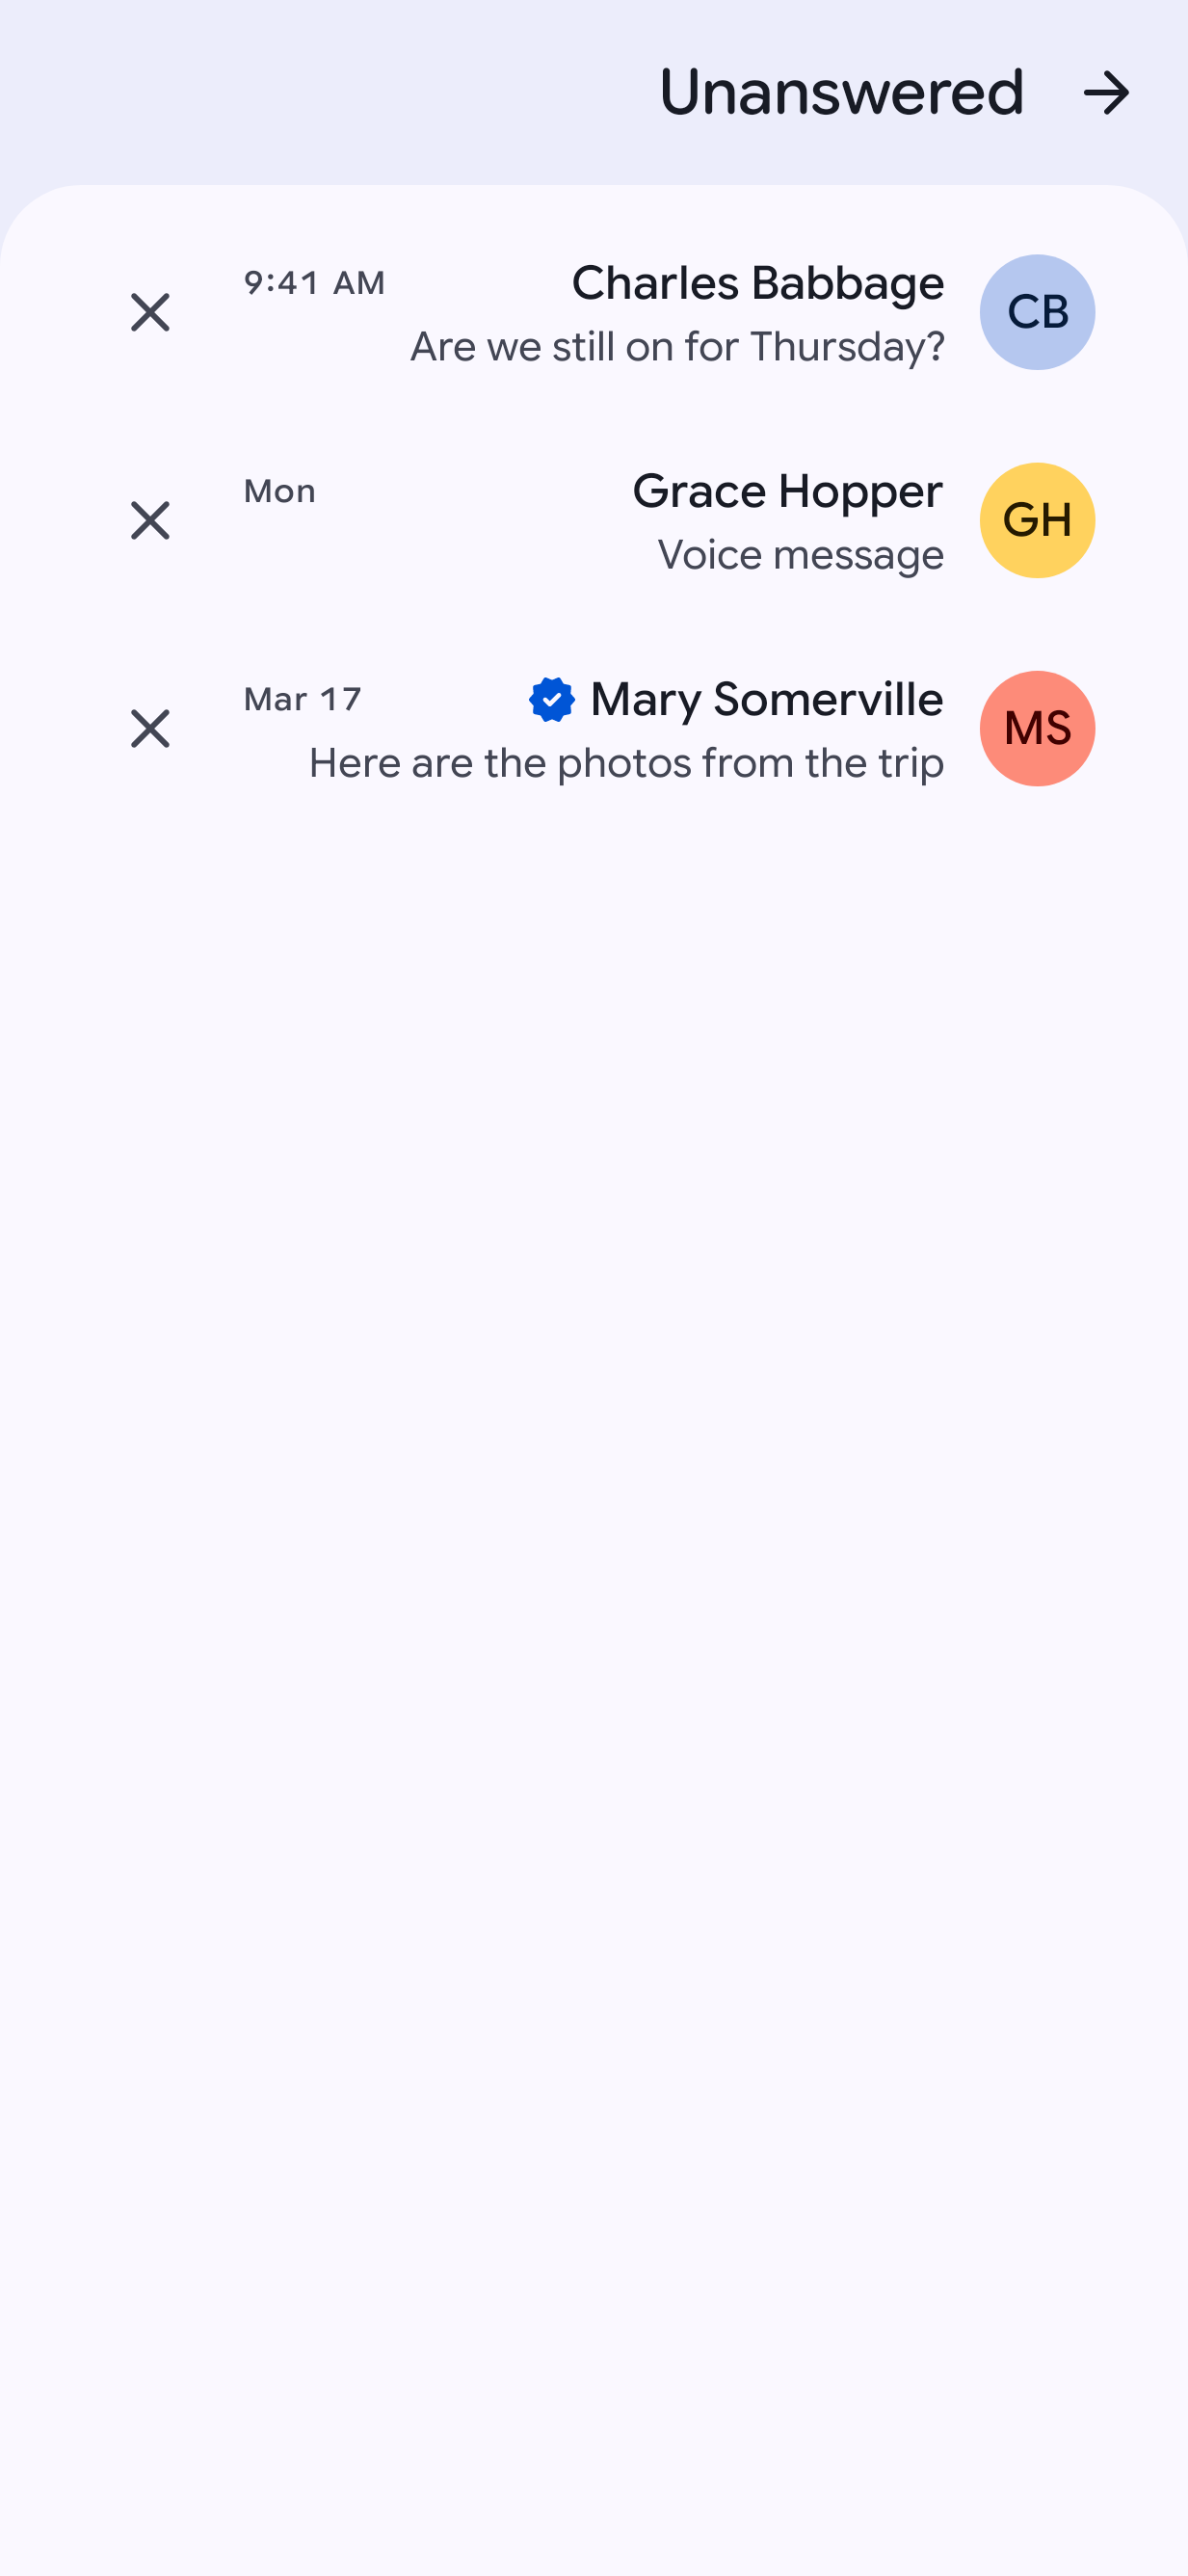 Unanswered
Charles Babbage 9:41 AM
Are we still on for Thursday?
CB
Grace Hopper Mon
Voice message
GH
Mary Somerville Mar 17
Here are the photos from the trip
MS